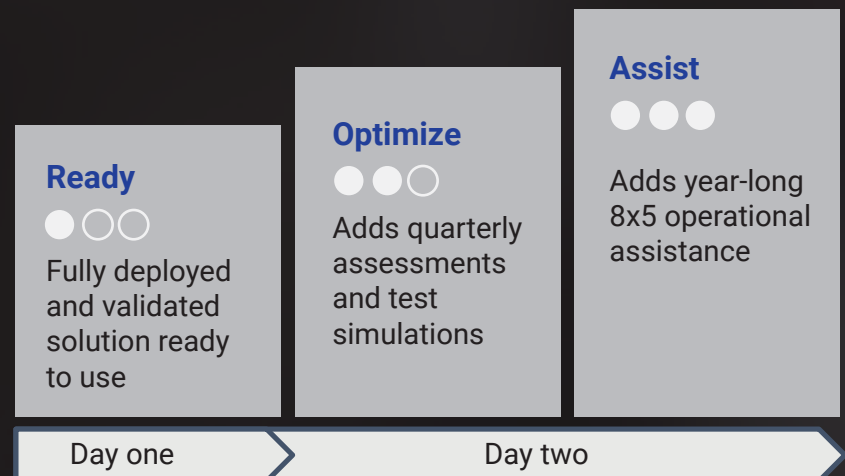 Ready
Fully deployed
and validated
solution ready
to use
Optimize
Adds quarterly
assessments
and test
simulations
Assist
Adds year-long
8x5 operational
assistance
Day one
Day two